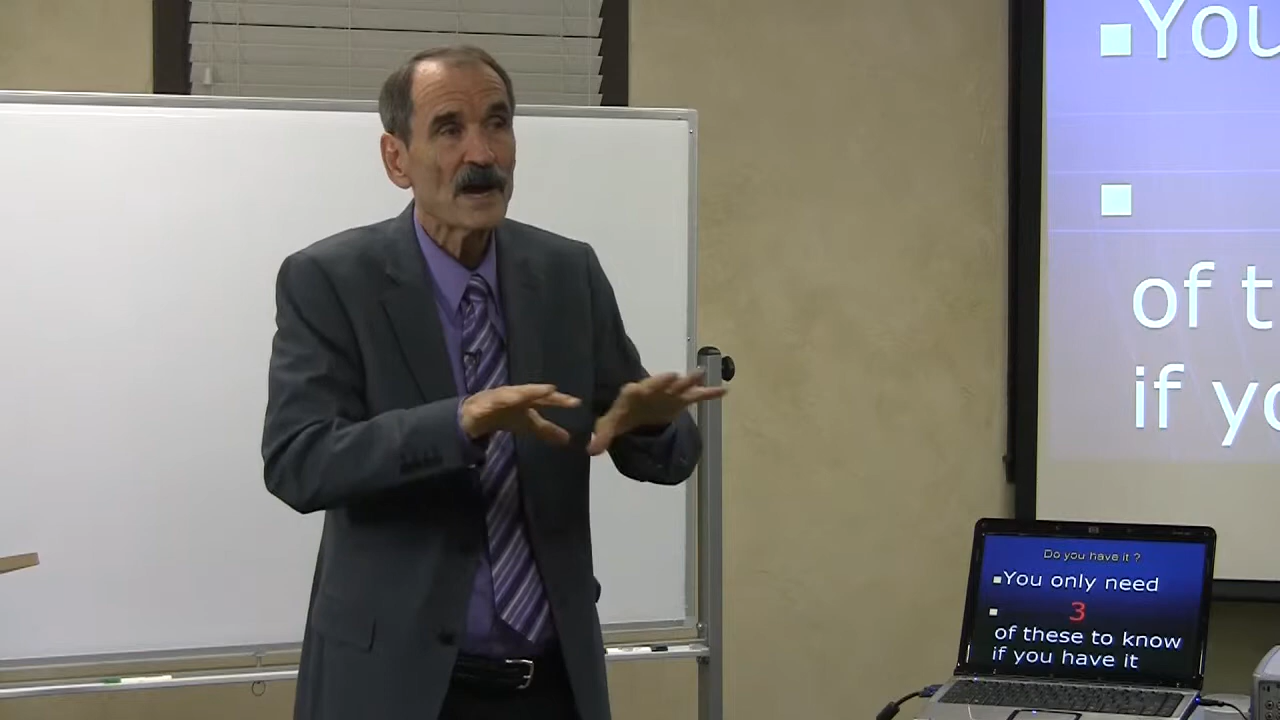 You
of t
if yo
Do you have it ?
You only need
3
of these to know
if you have it
hp